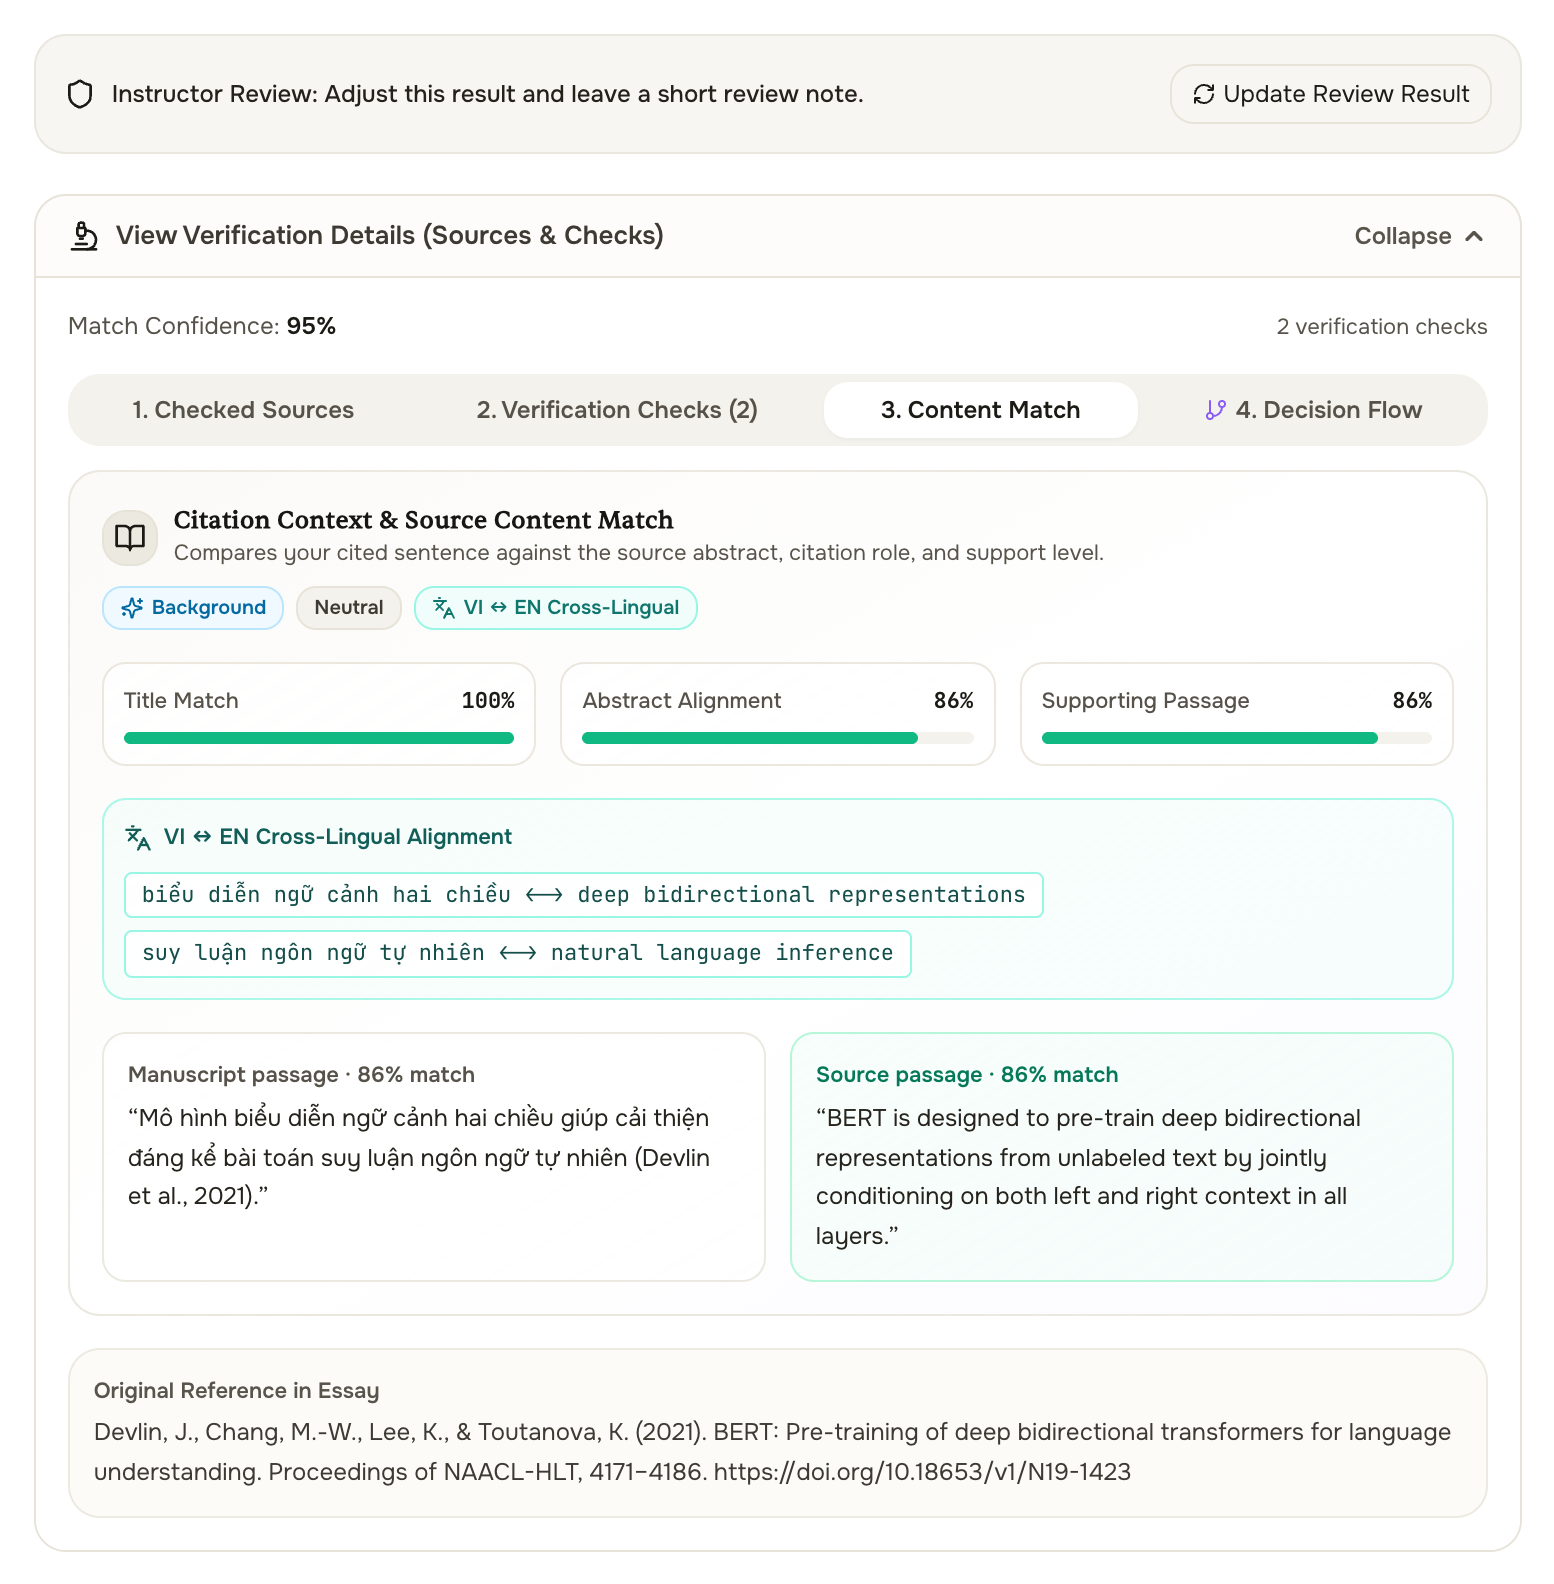 Instructor Review: Adjust this result and leave a short review note.
Update Review Result
View Verification Details (Sources & Checks)
Collapse
Match Confidence: 95%
2 verification checks
1. Checked Sources
2. Verification Checks (2)
3. Content Match
4. Decision Flow
Citation Context & Source Content Match
Compares your cited sentence against the source abstract, citation role, and support level.
Background
Neutral
VI ↔ EN Cross-Lingual
Title Match 100%
Abstract Alignment 86%
Supporting Passage 86%
VI ↔ EN Cross-Lingual Alignment
biểu diễn ngữ cảnh hai chiều ⟷ deep bidirectional representations
suy luận ngôn ngữ tự nhiên ⟷ natural language inference
Manuscript passage · 86% match
“Mô hình biểu diễn ngữ cảnh hai chiều giúp cải thiện
đáng kể bài toán suy luận ngôn ngữ tự nhiên (Devlin
et al., 2021).”
Source passage · 86% match
“BERT is designed to pre-train deep bidirectional
representations from unlabeled text by jointly
conditioning on both left and right context in all
layers.”
Original Reference in Essay
Devlin, J., Chang, M.-W., Lee, K., & Toutanova, K. (2021). BERT: Pre-training of deep bidirectional transformers for language
understanding. Proceedings of NAACL-HLT, 4171–4186. https://doi.org/10.18653/v1/N19-1423